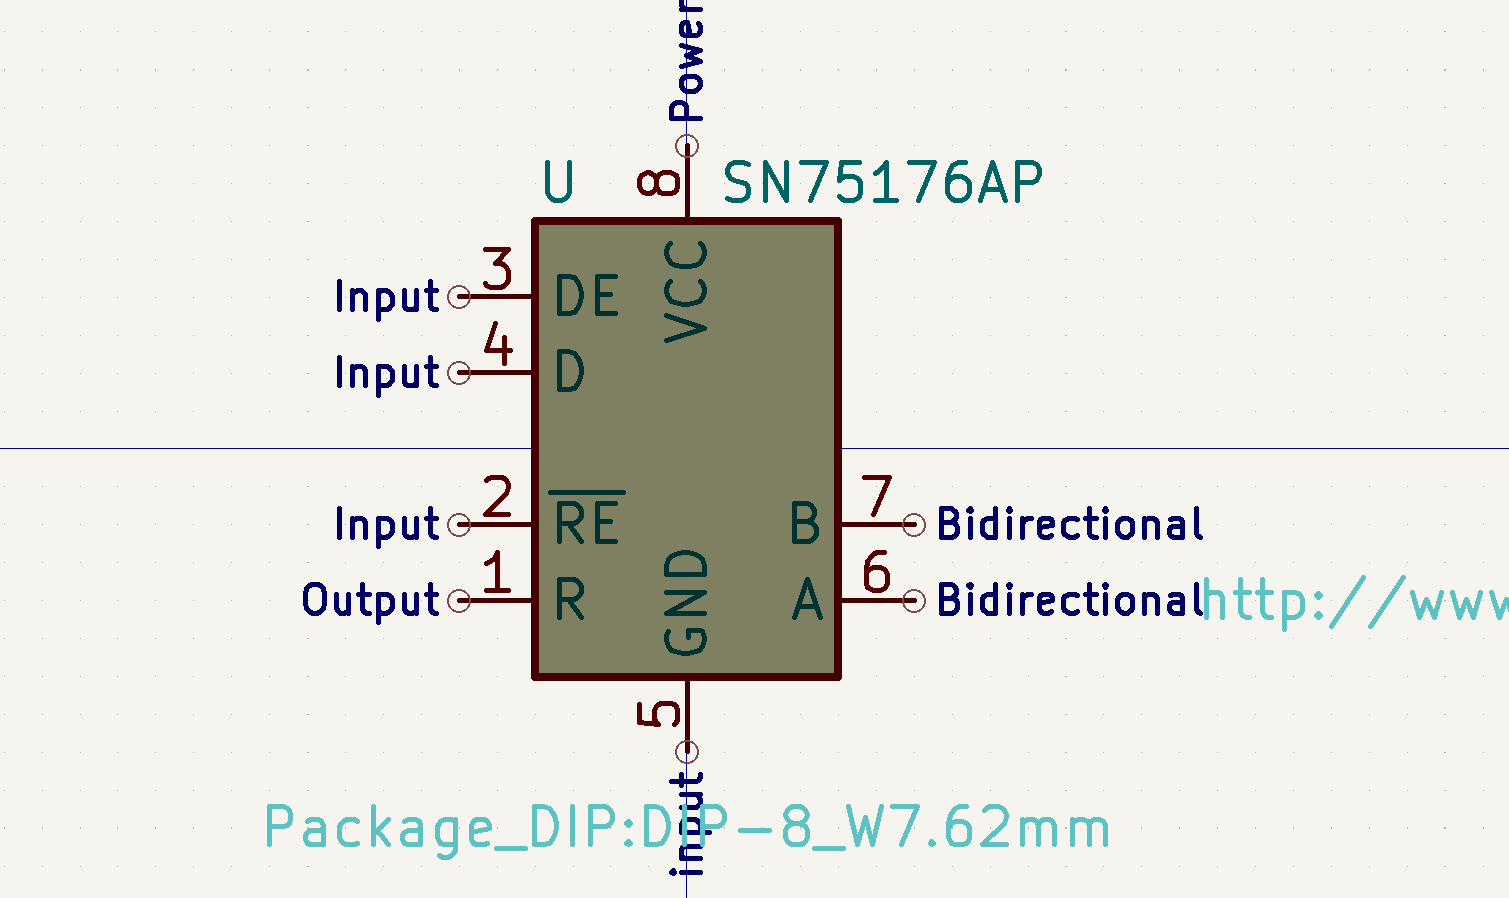 Power
U
8
SN75176AP
3
Input
DE
VCC
4
Input
D
2
Input
RE
B
7
Bidirectional
1
Output
R
GND
A
6
Bidirectional
http://www
5
input
Package_DIP:DIP-8_W7.62mm